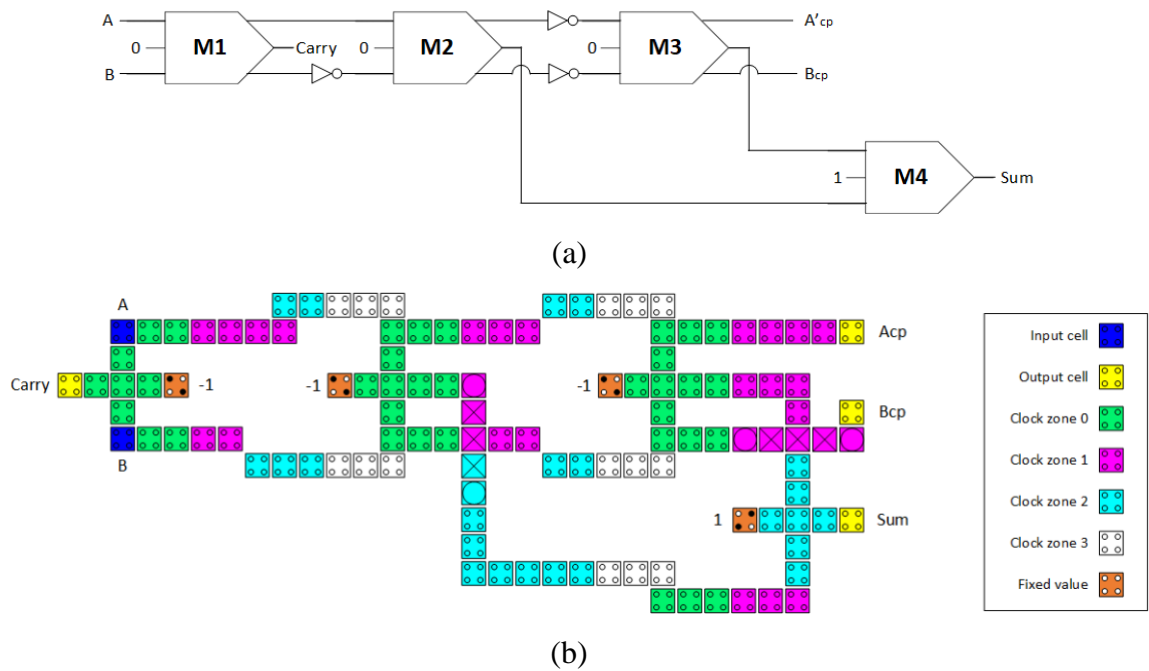 A
0
B
M1
Carry
0
M2
0
M3
A'cp
Bcp
1
M4
Sum
(a)
A
Carry
-1
B
-1
-1
Acp
Bcp
1
Sum
Input cell
Output cell
Clock zone 0
Clock zone 1
Clock zone 2
Clock zone 3
Fixed value
(b)